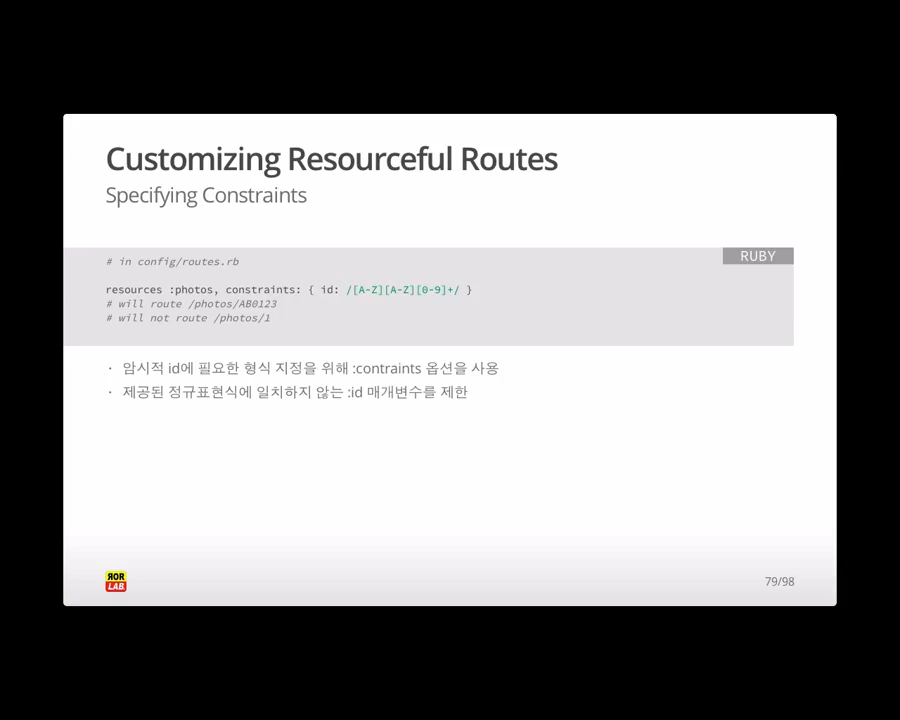 Customizing Resourceful Routes
Specifying Constraints
RUBY
# in config/routes.rb
resources :photos, constraints: { id: /[A-Z][A-Z][0-9]+/ }
# will route /photos/AB0123
# will not route /photos/1
· 암시적 id에 필요한 형식 지정을 위해 :contraints 옵션을 사용
· 제공된 정규표현식에 일치하지 않는 :id 매개변수를 제한
ЯOR
LAB.
79/98